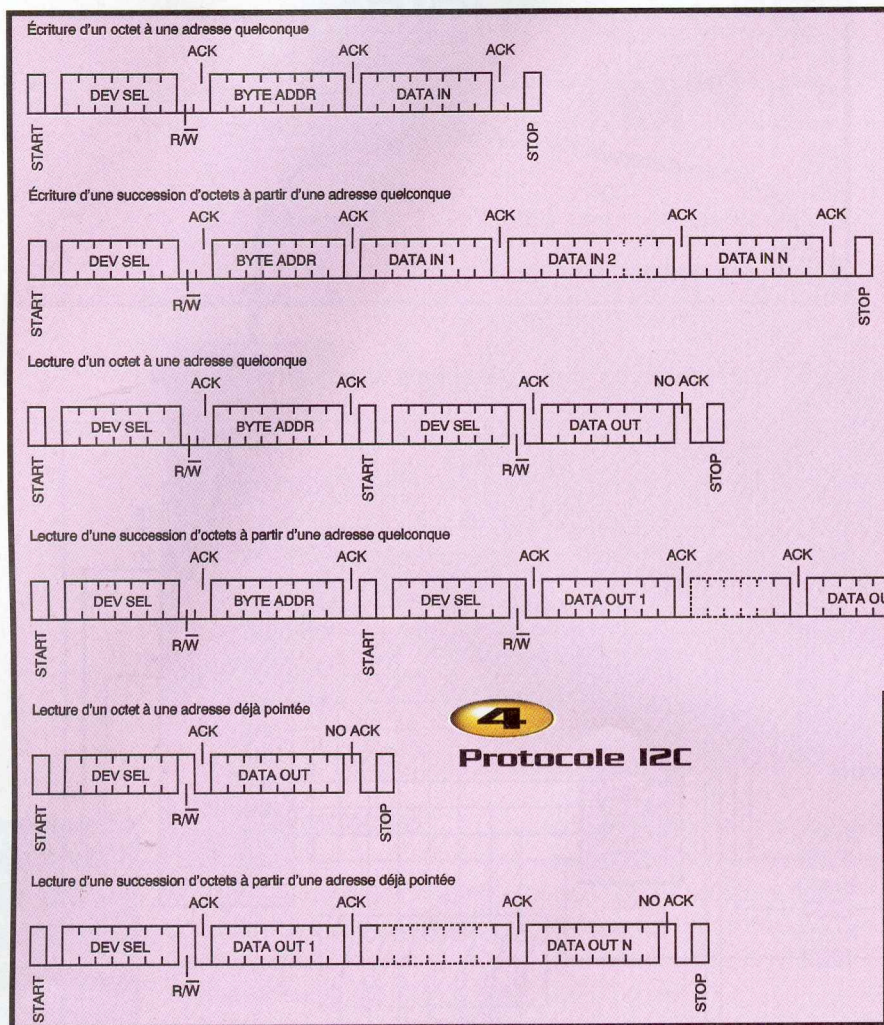 Écriture d'un octet à une adresse quelconque
ACK ACK ACK
DEV SEL BYTE ADDR DATA IN
START R/W̅ STOP
Écriture d'une succession d'octets à partir d'une adresse quelconque
ACK ACK ACK ACK ACK
DEV SEL BYTE ADDR DATA IN 1 DATA IN 2 DATA IN N
START R/W̅ STOP
Lecture d'un octet à une adresse quelconque
ACK ACK ACK NO ACK
DEV SEL BYTE ADDR DEV SEL DATA OUT
START R/W̅ START R/W̅ STOP
Lecture d'une succession d'octets à partir d'une adresse quelconque
ACK ACK ACK ACK ACK
DEV SEL BYTE ADDR DEV SEL DATA OUT 1 DATA OU
START R/W̅ START R/W̅
Lecture d'un octet à une adresse déjà pointée
ACK NO ACK
DEV SEL DATA OUT
START R/W̅ STOP
4
Protocole I2C
Lecture d'une succession d'octets à partir d'une adresse déjà pointée
ACK ACK ACK NO ACK
DEV SEL DATA OUT 1 DATA OUT N
START R/W̅ STOP